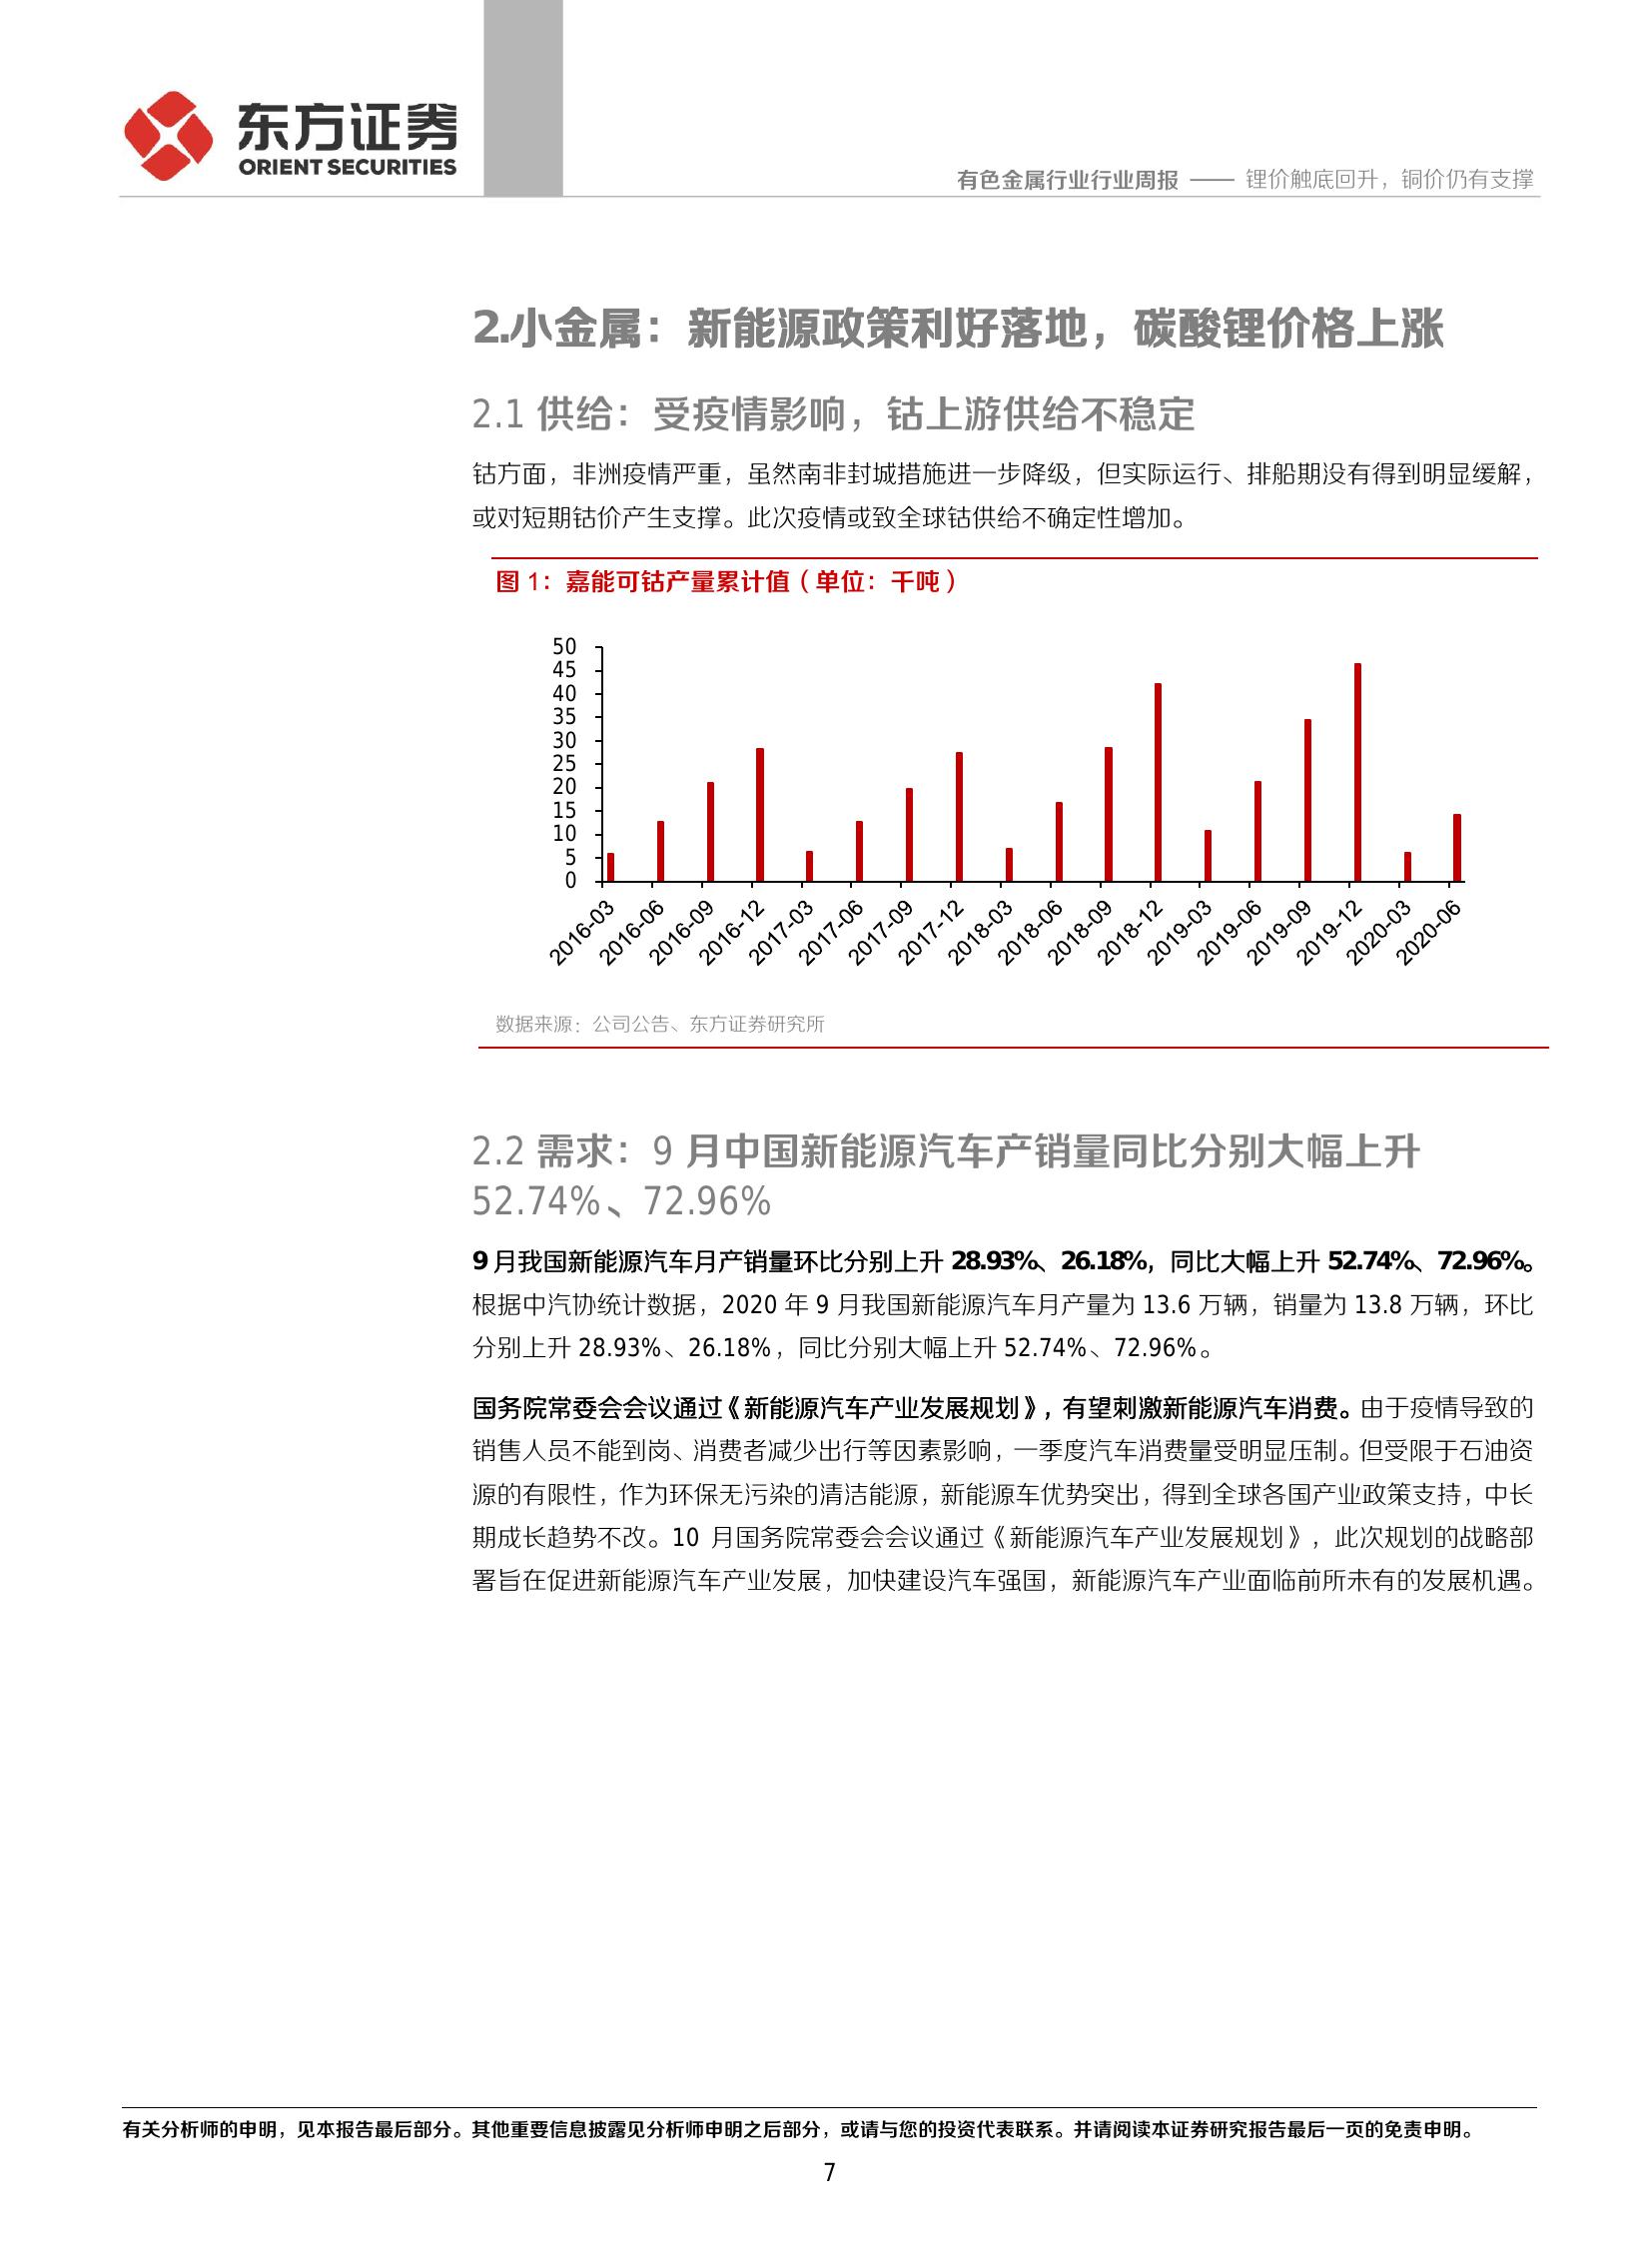 东方证券
ORIENT SECURITIES
有色金属行业行业周报 —— 锂价触底回升，铜价仍有支撑
2.小金属：新能源政策利好落地，碳酸锂价格上涨
2.1 供给：受疫情影响，钴上游供给不稳定
钴方面，非洲疫情严重，虽然南非封城措施进一步降级，但实际运行、排船期没有得到明显缓解，
或对短期钴价产生支撑。此次疫情或致全球钴供给不确定性增加。
图 1：嘉能可钴产量累计值（单位：千吨）
50
45
40
35
30
25
20
15
10
5
0
2016-03
2016-06
2016-09
2016-12
2017-03
2017-06
2017-09
2017-12
2018-03
2018-06
2018-09
2018-12
2019-03
2019-06
2019-09
2019-12
2020-03
2020-06
数据来源：公司公告、东方证券研究所
2.2 需求：9 月中国新能源汽车产销量同比分别大幅上升
52.74%、72.96%
9 月我国新能源汽车月产销量环比分别上升 28.93%、26.18%，同比大幅上升 52.74%、72.96%。
根据中汽协统计数据，2020 年 9 月我国新能源汽车月产量为 13.6 万辆，销量为 13.8 万辆，环比
分别上升 28.93%、26.18%，同比分别大幅上升 52.74%、72.96%。
国务院常委会会议通过《新能源汽车产业发展规划》，有望刺激新能源汽车消费。由于疫情导致的
销售人员不能到岗、消费者减少出行等因素影响，一季度汽车消费量受明显压制。但受限于石油资
源的有限性，作为环保无污染的清洁能源，新能源车优势突出，得到全球各国产业政策支持，中长
期成长趋势不改。10 月国务院常委会会议通过《新能源汽车产业发展规划》，此次规划的战略部
署旨在促进新能源汽车产业发展，加快建设汽车强国，新能源汽车产业面临前所未有的发展机遇。
有关分析师的申明，见本报告最后部分。其他重要信息披露见分析师申明之后部分，或请与您的投资代表联系。并请阅读本证券研究报告最后一页的免责申明。
7